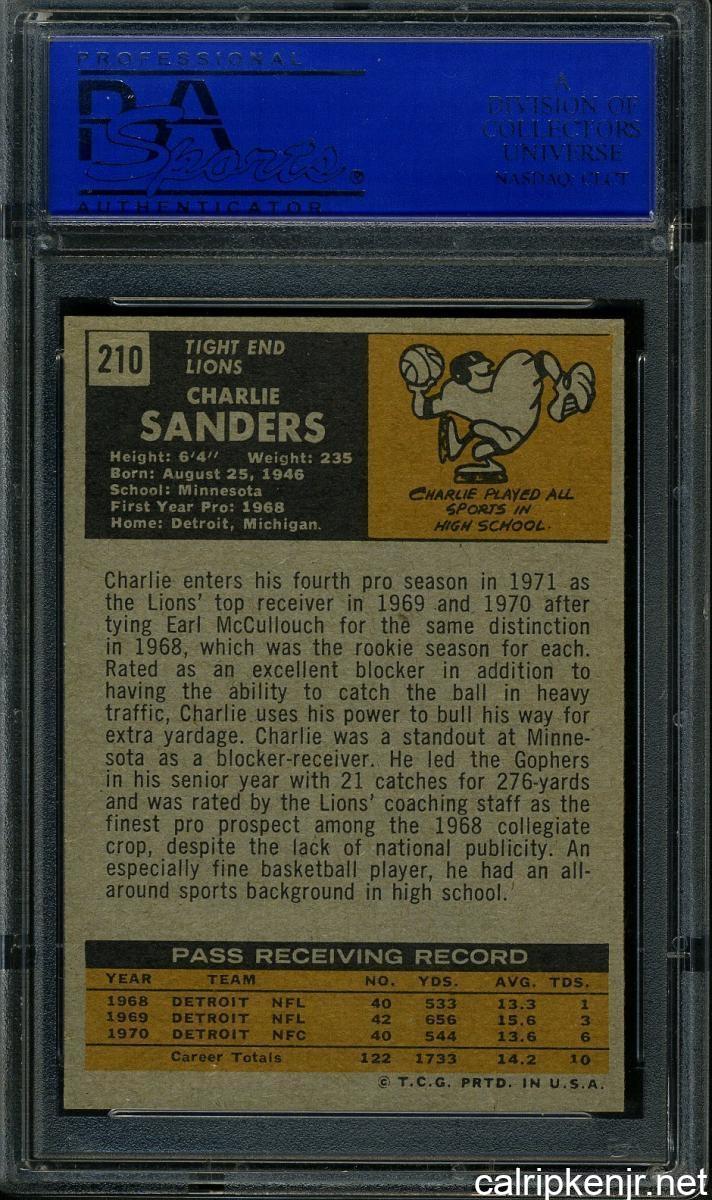 PROFESSIONAL
PSA
Sports®
AUTHENTICATOR
A
DIVISION OF
COLLECTORS
UNIVERSE
NASDAQ: CLCT
210
TIGHT END
LIONS
CHARLIE
SANDERS
Height: 6'4" Weight: 235
Born: August 25, 1946
School: Minnesota
First Year Pro: 1968
Home: Detroit, Michigan.
CHARLIE PLAYED ALL
SPORTS IN
HIGH SCHOOL.
Charlie enters his fourth pro season in 1971 as
the Lions' top receiver in 1969 and 1970 after
tying Earl McCullouch for the same distinction
in 1968, which was the rookie season for each.
Rated as an excellent blocker in addition to
having the ability to catch the ball in heavy
traffic, Charlie uses his power to bull his way for
extra yardage. Charlie was a standout at Minne-
sota as a blocker-receiver. He led the Gophers
in his senior year with 21 catches for 276-yards
and was rated by the Lions' coaching staff as the
finest pro prospect among the 1968 collegiate
crop, despite the lack of national publicity. An
especially fine basketball player, he had an all-
around sports background in high school.
PASS RECEIVING RECORD
YEAR TEAM NO. YDS. AVG. TDS.
1968 DETROIT NFL 40 533 13.3 1
1969 DETROIT NFL 42 656 15.6 3
1970 DETROIT NFC 40 544 13.6 6
Career Totals 122 1733 14.2 10
© T.C.G. PRTD. IN U.S.A.
calripkenjr.net